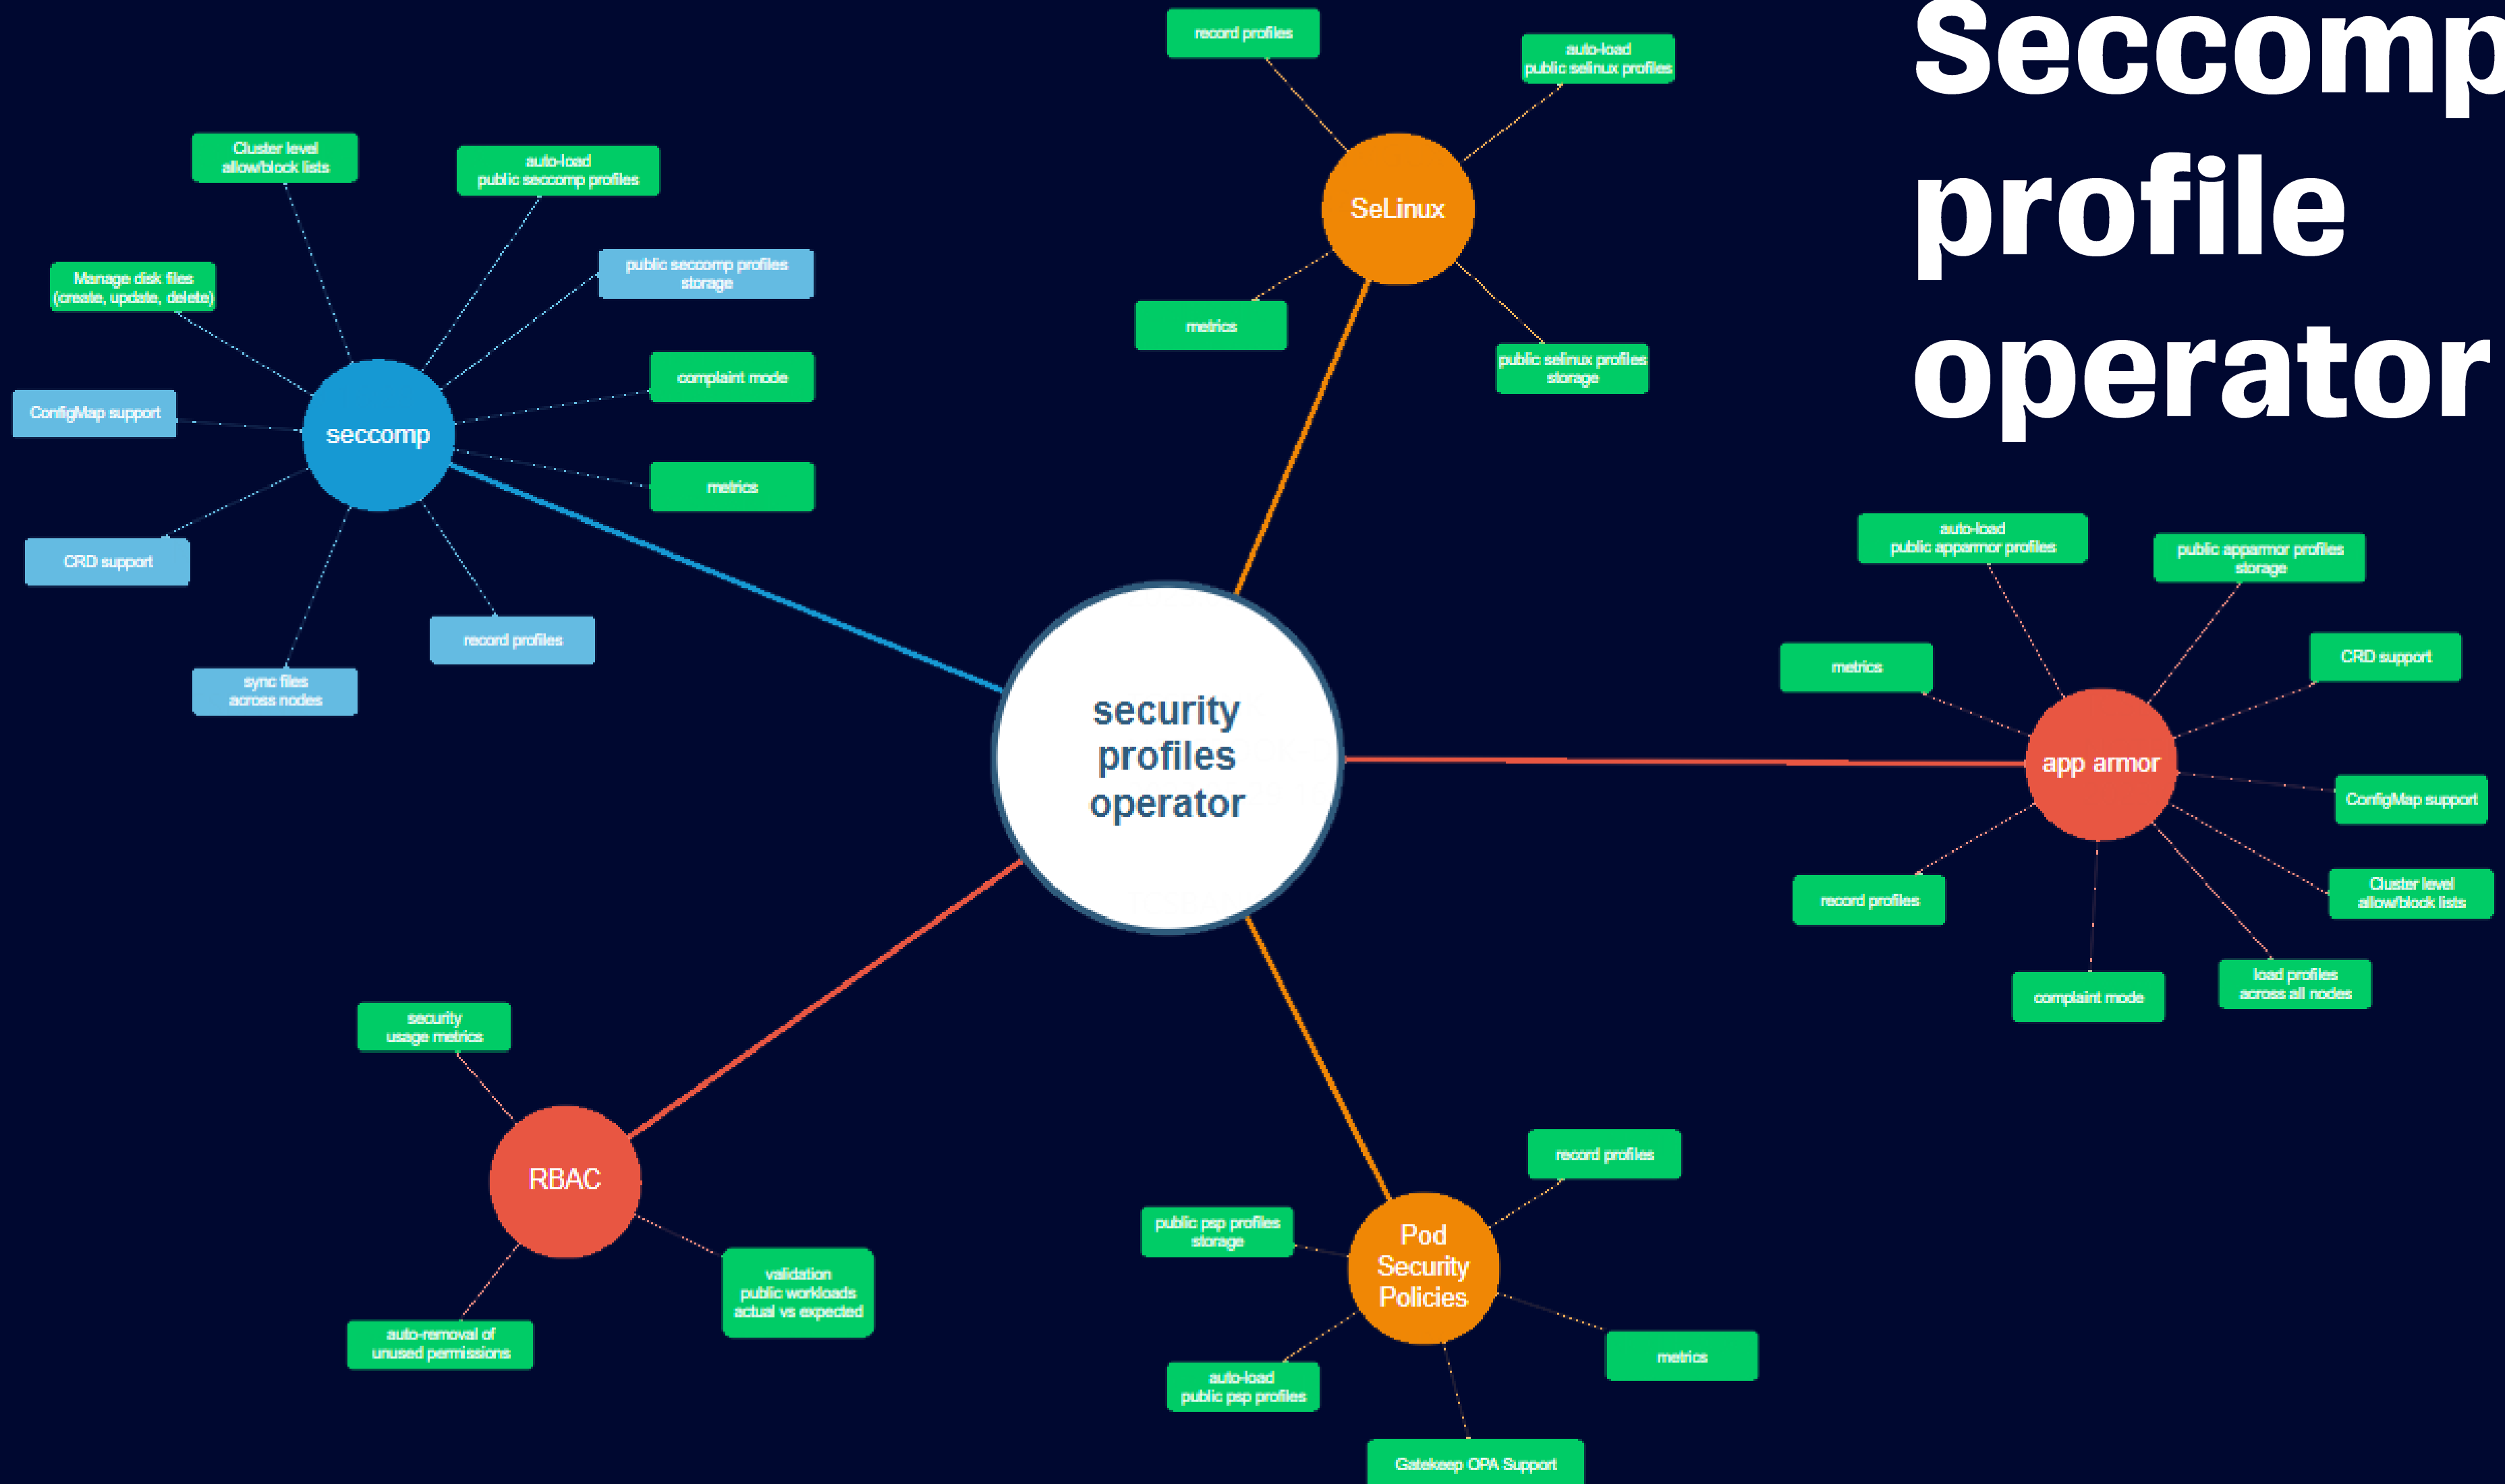 Seccomp
profile
operator
record profiles
auto-load
public selinux profiles
SeLinux
metrics
public selinux profiles
storage
Cluster level
allow/block lists
auto-load
public seccomp profiles
public seccomp profiles
storage
Manage disk files
(create, update, delete)
complaint mode
ConfigMap support
seccomp
metrics
CRD support
record profiles
sync files
across nodes
security
profiles
operator
auto-load
public apparmor profiles
public apparmor profiles
storage
metrics
CRD support
app armor
ConfigMap support
record profiles
Cluster level
allow/block lists
complaint mode
load profiles
across all nodes
security
usage metrics
RBAC
validation
public workloads
actual vs expected
auto-removal of
unused permissions
record profiles
public psp profiles
storage
Pod
Security
Policies
metrics
auto-load
public psp profiles
Gatekeep OPA Support